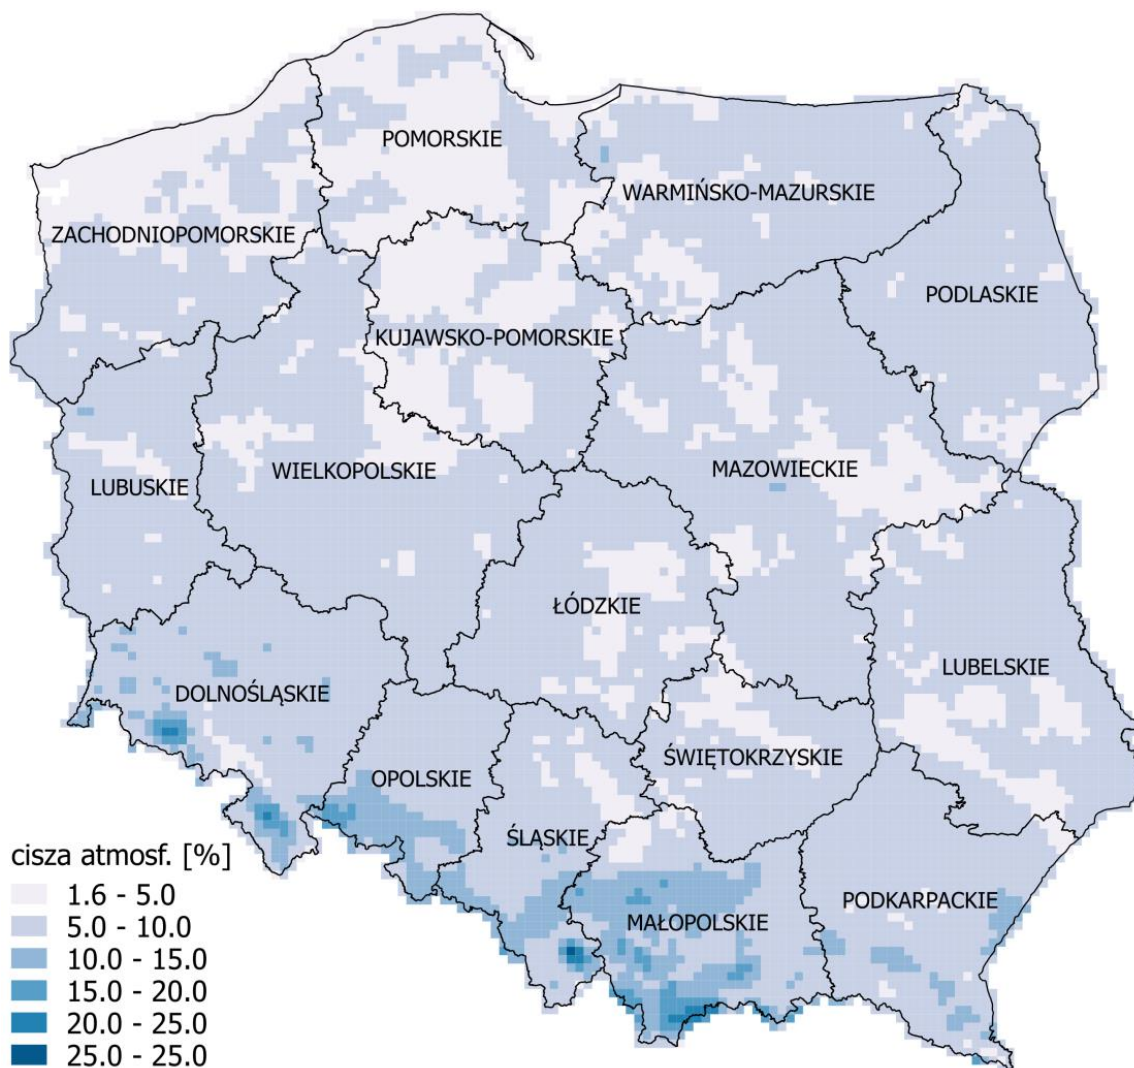 POMORSKIE
WARMIŃSKO-MAZURSKIE
ZACHODNIOPOMORSKIE
PODLASKIE
KUJAWSKO-POMORSKIE
WIELKOPOLSKIE
MAZOWIECKIE
LUBUSKIE
ŁÓDZKIE
LUBELSKIE
DOLNOŚLĄSKIE
ŚWIĘTOKRZYSKIE
OPOLSKIE
ŚLĄSKIE
PODKARPACKIE
MAŁOPOLSKIE
cisza atmosf. [%]
1.6 - 5.0
5.0 - 10.0
10.0 - 15.0
15.0 - 20.0
20.0 - 25.0
25.0 - 25.0